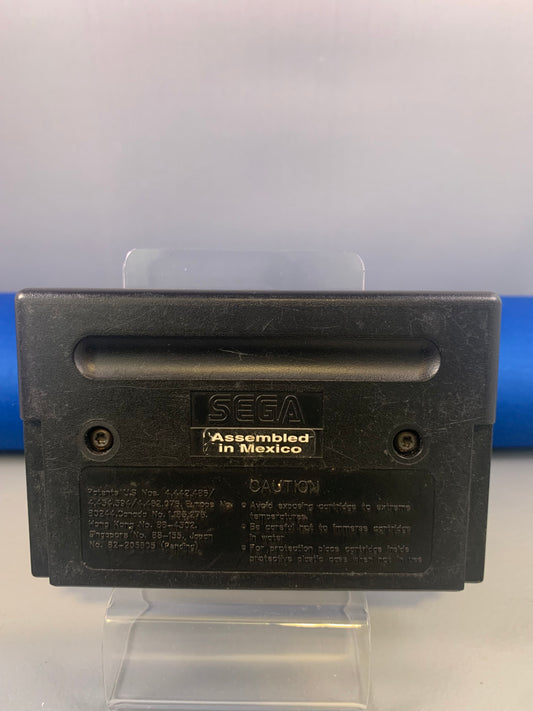 SEGA
Assembled
in Mexico
Patents: U.S. Nos. 4,442,486/
4,454,594/4,462,076, Europe No.
80244, Canada No. 1,183,276,
Hong Kong No. 88-4302,
Singapore No. 88-155, Japan
No. 82-205605 (Pending)
CAUTION
• Avoid exposing cartridge to extreme
temperatures.
• Be careful not to immerse cartridge
in water
• For protection place cartridge inside
protective plastic case when not in use